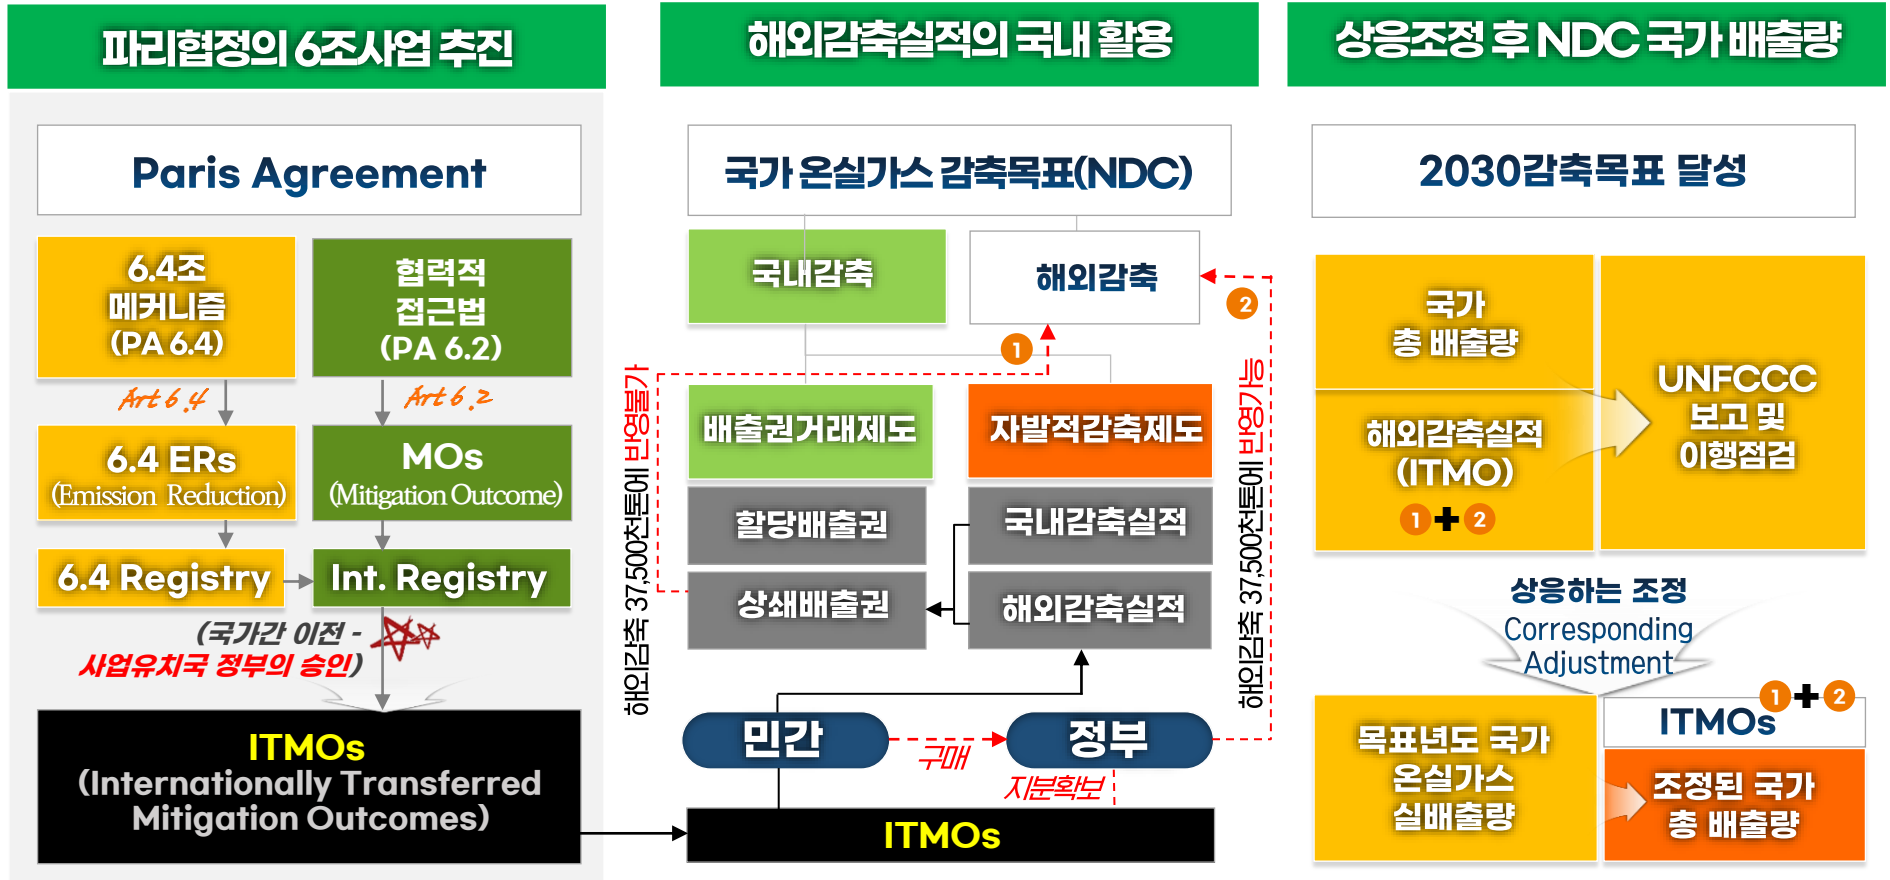 파리협정의 6조사업 추진
Paris Agreement
6.4조
메커니즘
(PA 6.4)
협력적
접근법
(PA 6.2)
Art 6.4
Art 6.2
6.4 ERs
(Emission Reduction)
MOs
(Mitigation Outcome)
6.4 Registry
Int. Registry
(국가간 이전 -
사업유치국 정부의 승인)
ITMOs
(Internationally Transferred
Mitigation Outcomes)
해외감축실적의 국내 활용
국가 온실가스 감축목표(NDC)
국내감축
해외감축
2
1
배출권거래제도
자발적감축제도
할당배출권
국내감축실적
상쇄배출권
해외감축실적
해외감축 37,500천톤에 반영불가
해외감축 37,500천톤에 반영가능
민간
구매
정부
지분확보
ITMOs
상응조정 후 NDC 국가 배출량
2030감축목표 달성
국가
총 배출량
해외감축실적
(ITMO)
1+2
UNFCCC
보고 및
이행점검
상응하는 조정
Corresponding
Adjustment
목표년도 국가
온실가스
실배출량
1+2
ITMOs
조정된 국가
총 배출량